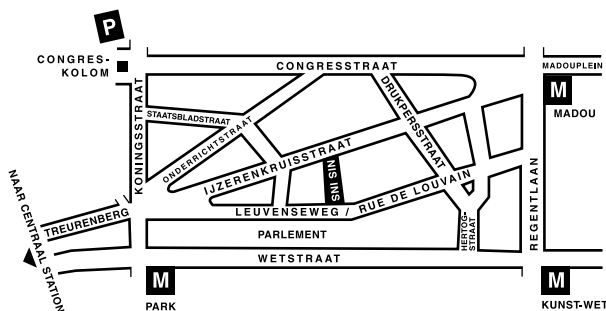 P
CONGRES-
KOLOM
CONGRESSTRAAT
MADOUPLEIN
M
MADOU
KONINGSSTRAAT
STAATSBLADSTRAAT
ONDERRICHTSTRAAT
DRUKPERSSTRAAT
IJZERENKRUISSTRAAT
NIS INS
REGENTLAAN
NAAR CENTRAAL STATION
TREURENBERG
LEUVENSEWEG / RUE DE LOUVAIN
HERTOG-
STRAAT
PARLEMENT
WETSTRAAT
M
PARK
M
KUNST-WET